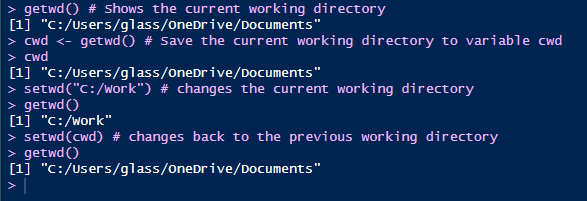 > getwd() # Shows the current working directory
[1] "C:/Users/glass/OneDrive/Documents"
> cwd <- getwd() # Save the current working directory to variable cwd
> cwd
[1] "C:/Users/glass/OneDrive/Documents"
> setwd("C:/Work") # changes the current working directory
> getwd()
[1] "C:/Work"
> setwd(cwd) # changes back to the previous working directory
> getwd()
[1] "C:/Users/glass/OneDrive/Documents"
>